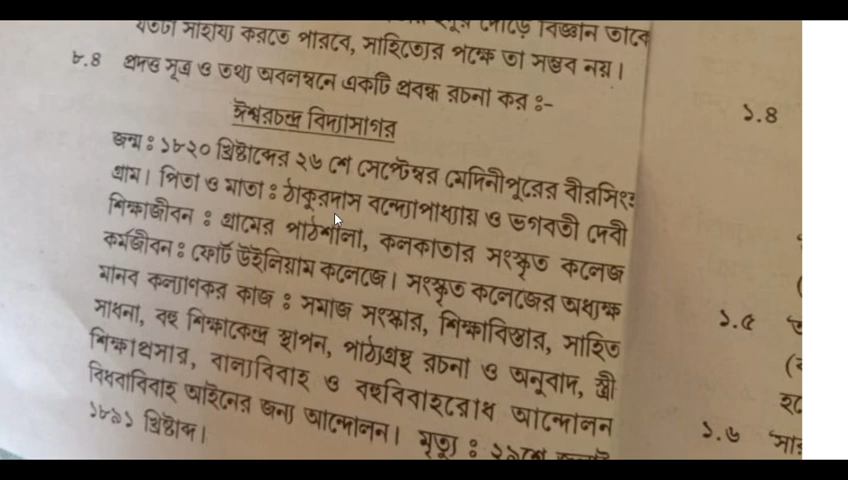 বিজ্ঞান তাবে
যতটা সাহায্য করতে পারবে, সাহিত্যের পক্ষে তা সম্ভব নয়।
৮.৪ প্রদত্ত সূত্র ও তথ্য অবলম্বনে একটি প্রবন্ধ রচনা কর :-
ঈশ্বরচন্দ্র বিদ্যাসাগর
জন্ম : ১৮২০ খ্রিষ্টাব্দের ২৬ শে সেপ্টেম্বর মেদিনীপুরের বীরসিংহ
গ্রাম। পিতা ও মাতা : ঠাকুরদাস বন্দ্যোপাধ্যায় ও ভগবতী দেবী
শিক্ষাজীবন : গ্রামের পাঠশালা, কলকাতার সংস্কৃত কলেজ
কর্মজীবন : ফোর্ট উইলিয়াম কলেজে। সংস্কৃত কলেজের অধ্যক্ষ
মানব কল্যাণকর কাজ : সমাজ সংস্কার, শিক্ষাবিস্তার, সাহিত
সাধনা, বহু শিক্ষাকেন্দ্র স্থাপন, পাঠ্যগ্রন্থ রচনা ও অনুবাদ, স্ত্রী
শিক্ষাপ্রসার, বাল্যবিবাহ ও বহুবিবাহরোধ আন্দোলন
বিধবাবিবাহ আইনের জন্য আন্দোলন। মৃত্যু : ২৯শে
১৮৯১ খ্রিষ্টাব্দ।
১.৪
১.৫
১.৬